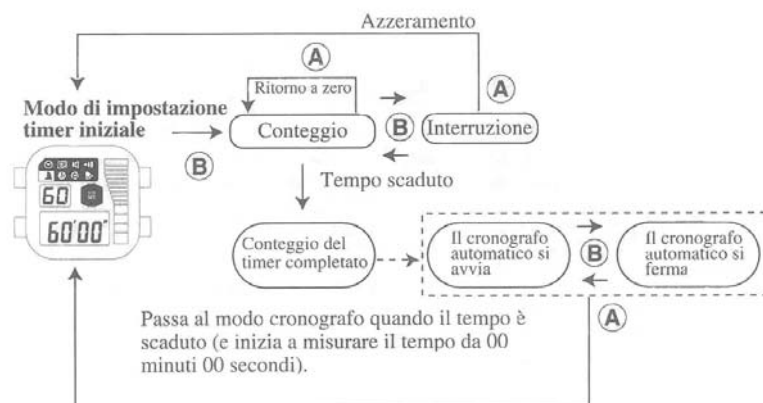 Azzeramento
A
Ritorno a zero
A
Modo di impostazione
timer iniziale
Conteggio
B
Interruzione
B
Tempo scaduto
60
60'00"
Conteggio del
timer completato
Il cronografo
automatico si
avvia
B
Il cronografo
automatico si
ferma
A
Passa al modo cronografo quando il tempo è
scaduto (e inizia a misurare il tempo da 00
minuti 00 secondi).